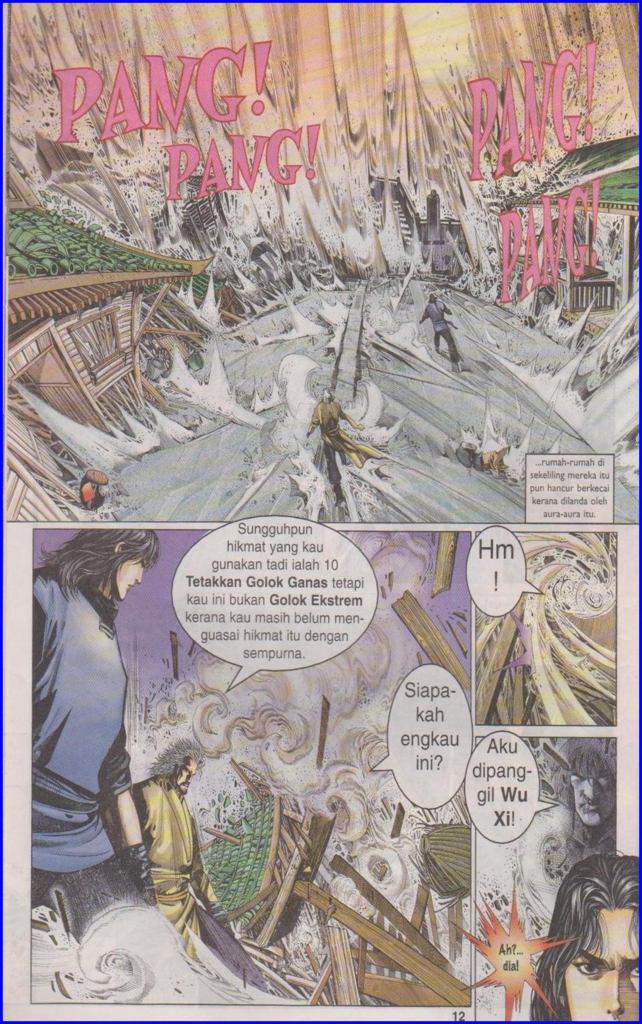 PANG!
PANG!
PANG!
PANG!
...rumah-rumah di
sekeliling mereka itu
pun hancur berkecai
kerana dilanda oleh
aura-aura itu.
Sungguhpun
hikmat yang kau
gunakan tadi ialah 10
Tetakkan Golok Ganas tetapi
kau ini bukan Golok Ekstrem
kerana kau masih belum men-
guasai hikmat itu dengan
sempurna.
Siapa-
kah
engkau
ini?
Hm
!
Aku
dipang-
gil Wu
Xi!
Ah?...
dia!
12